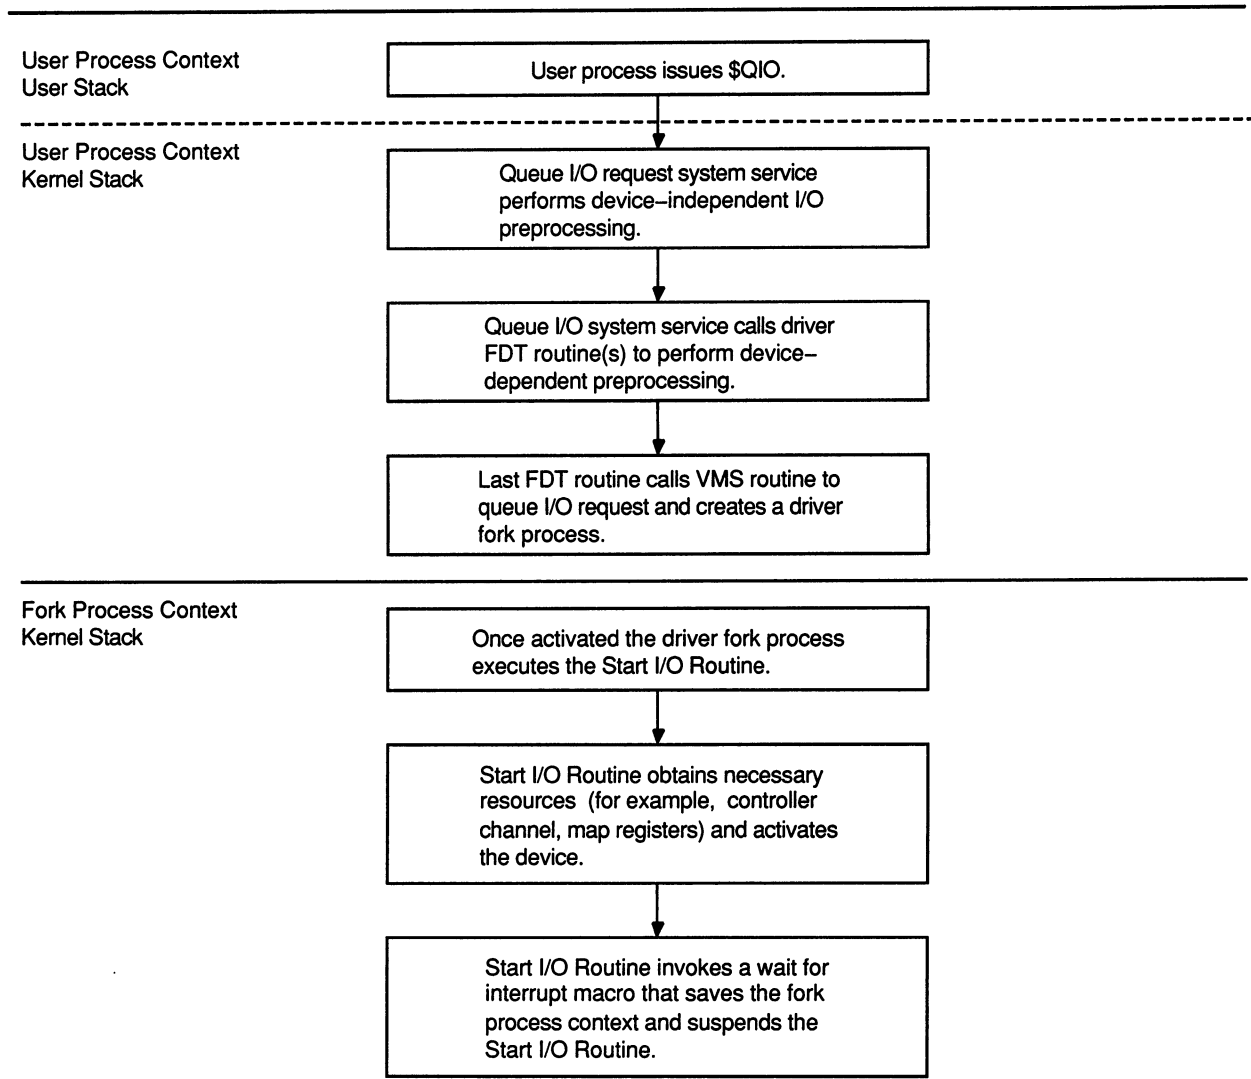 User Process Context
User Stack
User process issues $QIO.
User Process Context
Kernel Stack
Queue I/O request system service
performs device–independent I/O
preprocessing.
Queue I/O system service calls driver
FDT routine(s) to perform device–
dependent preprocessing.
Last FDT routine calls VMS routine to
queue I/O request and creates a driver
fork process.
Fork Process Context
Kernel Stack
Once activated the driver fork process
executes the Start I/O Routine.
Start I/O Routine obtains necessary
resources (for example, controller
channel, map registers) and activates
the device.
Start I/O Routine invokes a wait for
interrupt macro that saves the fork
process context and suspends the
Start I/O Routine.